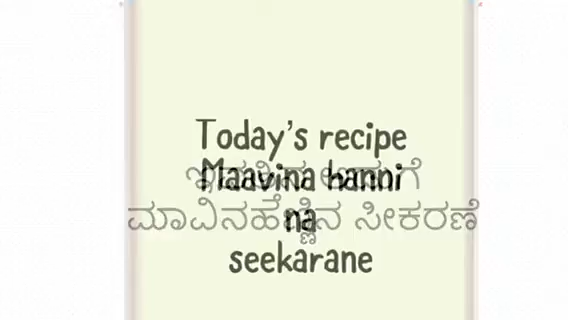 Today's recipe
Maavina hanni
ಮಾವಿನಹಣ್ಣಿನ ಸೀಕರಣೆ
na
seekarane